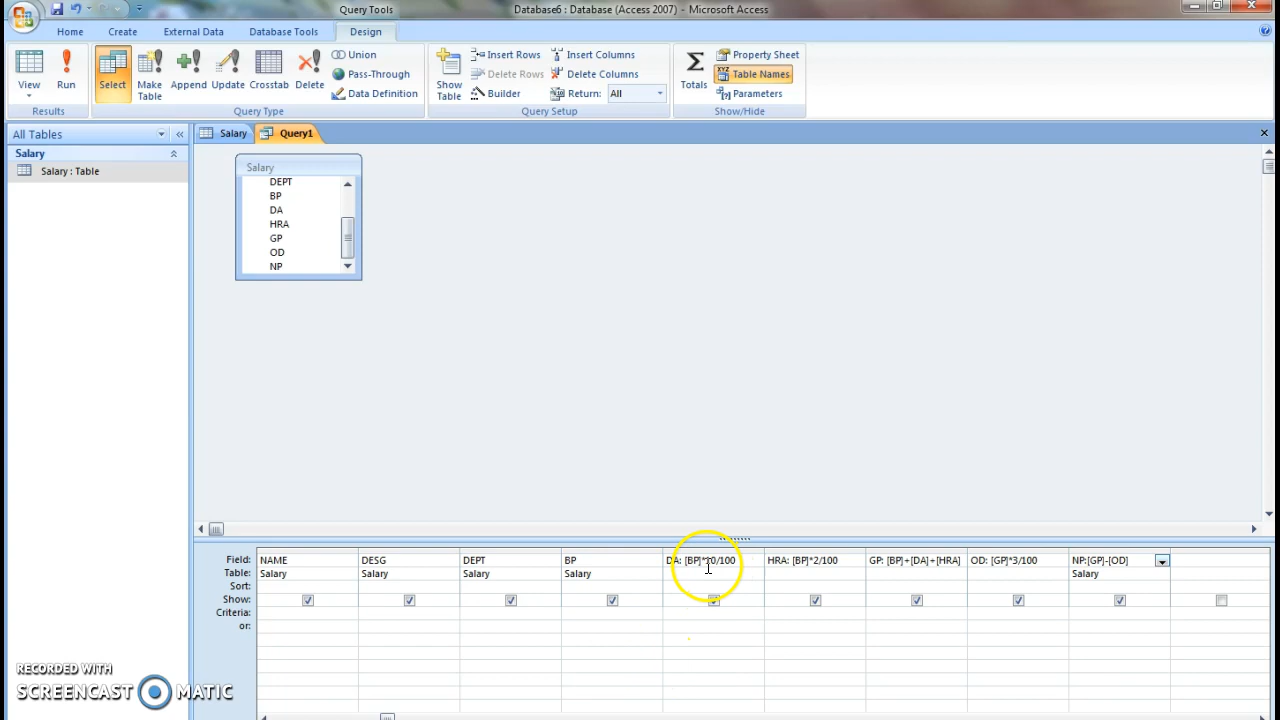 Query Tools
Database6 : Database (Access 2007) - Microsoft Access
Home
Create
External Data
Database Tools
Design
View
Run
Select
Make Table
Append
Update
Crosstab
Delete
Union
Pass-Through
Data Definition
Show Table
Insert Rows
Delete Rows
Builder
Insert Columns
Delete Columns
Return: All
Totals
Property Sheet
Table Names
Parameters
Results
Query Type
Query Setup
Show/Hide
All Tables
Salary
Salary : Table
Salary
Query1
Salary
DEPT
BP
DA
HRA
GP
OD
NP
Field: NAME DESG DEPT BP DA: [BP]*10/100 HRA: [BP]*2/100 GP: [BP]+[DA]+[HRA] OD: [GP]*3/100 NP:[GP]-[OD]
Table: Salary Salary Salary Salary Salary
Sort:
Show:
Criteria:
or:
RECORDED WITH
SCREENCAST MATIC